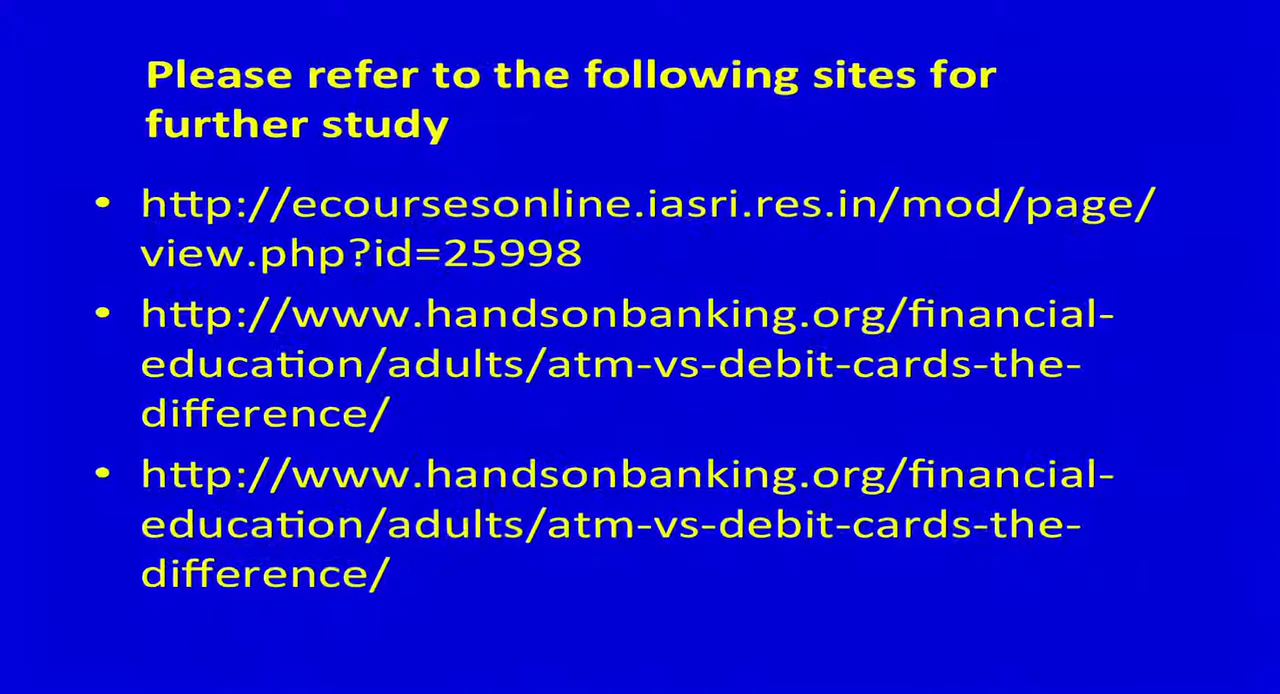 Please refer to the following sites for
further study
• http://ecoursesonline.iasri.res.in/mod/page/
view.php?id=25998
• http://www.handsonbanking.org/financial-
education/adults/atm-vs-debit-cards-the-
difference/
• http://www.handsonbanking.org/financial-
education/adults/atm-vs-debit-cards-the-
difference/